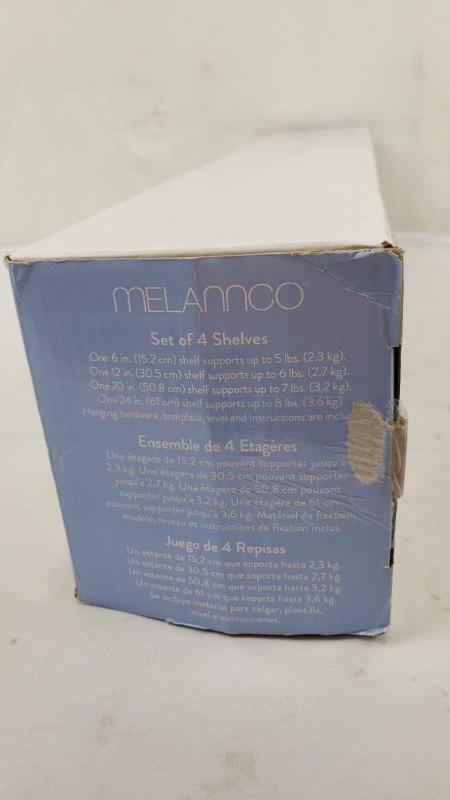 MELANNCO™
Set of 4 Shelves
One 6 in. (15.2 cm) shelf supports up to 5 lbs. (2.3 kg).
One 12 in. (30.5 cm) shelf supports up to 6 lbs. (2.7 kg).
One 20 in. (50.8 cm) shelf supports up to 7 lbs. (3.2 kg).
One 24 in. (61 cm) shelf supports up to 8 lbs. (3.6 kg).
Hanging hardware, template, level and instructions are
Ensemble de 4 Etagères
Une étagère de 15,2 cm pouvant supporter jusqu'à
2,3 kg. Une étagère de 30,5 cm pouvant supporter
jusqu'à 2,7 kg. Une étagère de 50,8 cm pouvant
supporter jusqu'à 3,2 kg. Une étagère de 61 cm
pouvant supporter jusqu'à 3,6 kg. Matériel de fixation,
modèle, niveau et instructions de fixation inclus.
Juego de 4 Repisas
Un estante de 15,2 cm que soporta hasta 2,3 kg.
Un estante de 30,5 cm que soporta hasta 2,7 kg.
Un estante de 50,8 cm que soporta hasta 3,2 kg.
Un estante de 61 cm que soporta hasta 3,6 kg.
Se incluye material para colgar, plantilla,
nivel e instrucciones.